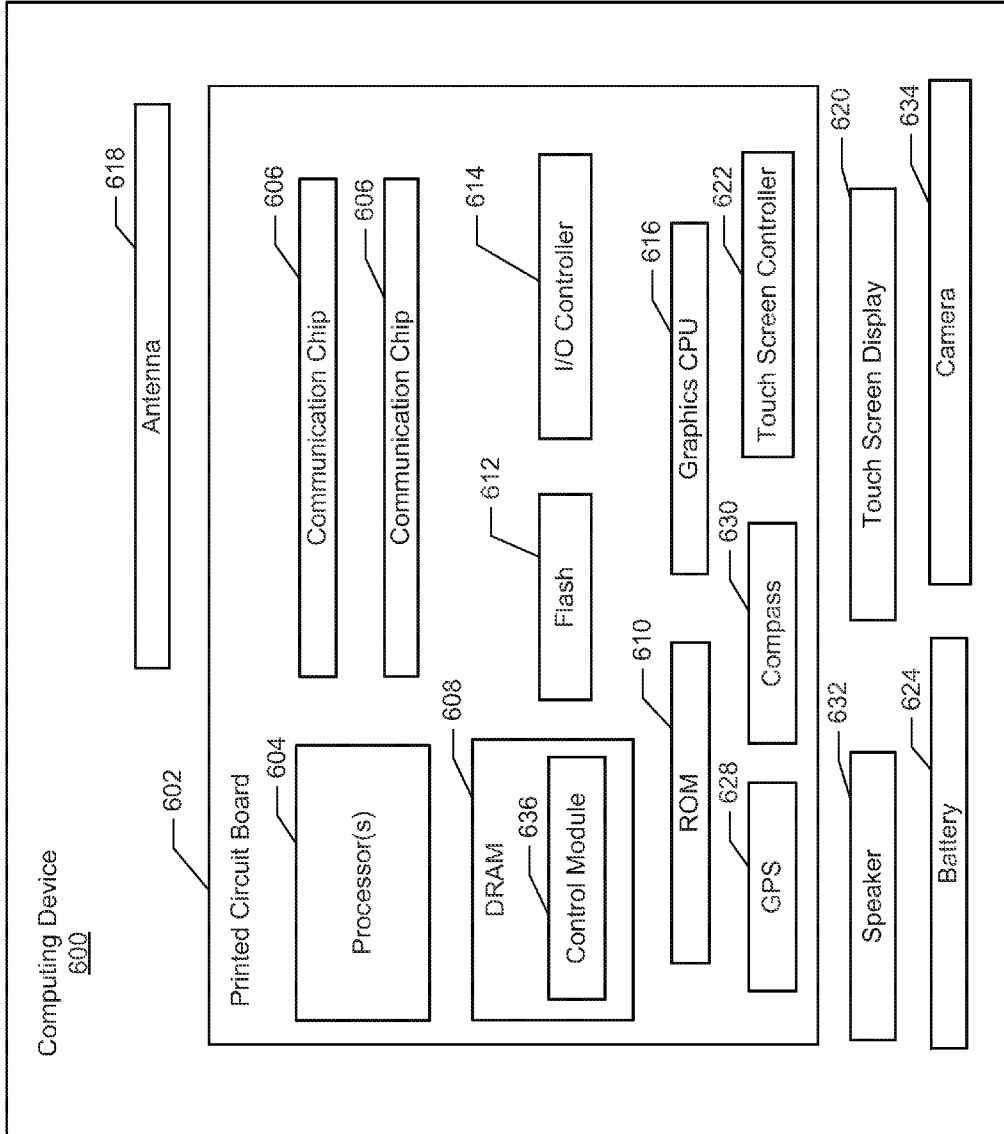 Computing Device
600
Antenna
618
Printed Circuit Board
602
Processor(s)
604
Communication Chip
606
Communication Chip
606
DRAM
608
Control Module
636
Flash
612
I/O Controller
614
ROM
610
Graphics CPU
616
GPS
628
Compass
630
Touch Screen Controller
622
Speaker
632
Touch Screen Display
620
Battery
624
Camera
634